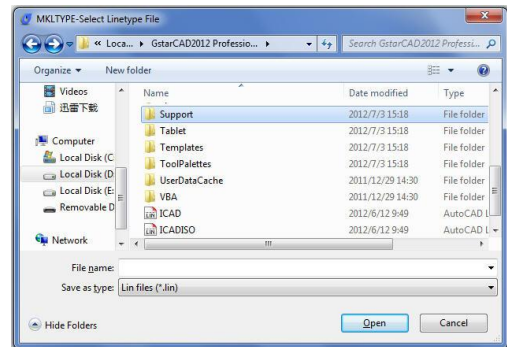 MKLTYPE-Select Linetype File
« Loca... GstarCAD2012 Professio... Search GstarCAD2012 Professi...
Organize New folder
Name Date modified Type
Videos
迅雷下载
Computer
Local Disk (C
Local Disk (D
Local Disk (E:
Removable D
Network
Support 2012/7/3 15:18 File folder
Tablet 2012/7/3 15:18 File folder
Templates 2012/7/3 15:18 File folder
ToolPalettes 2012/7/3 15:18 File folder
UserDataCache 2011/12/29 14:30 File folder
VBA 2011/12/29 14:30 File folder
Lin ICAD 2012/6/12 9:49 AutoCAD L
Lin ICADISO 2012/6/12 9:49 AutoCAD L
File name:
Save as type: Lin files (*.lin)
Hide Folders Open Cancel